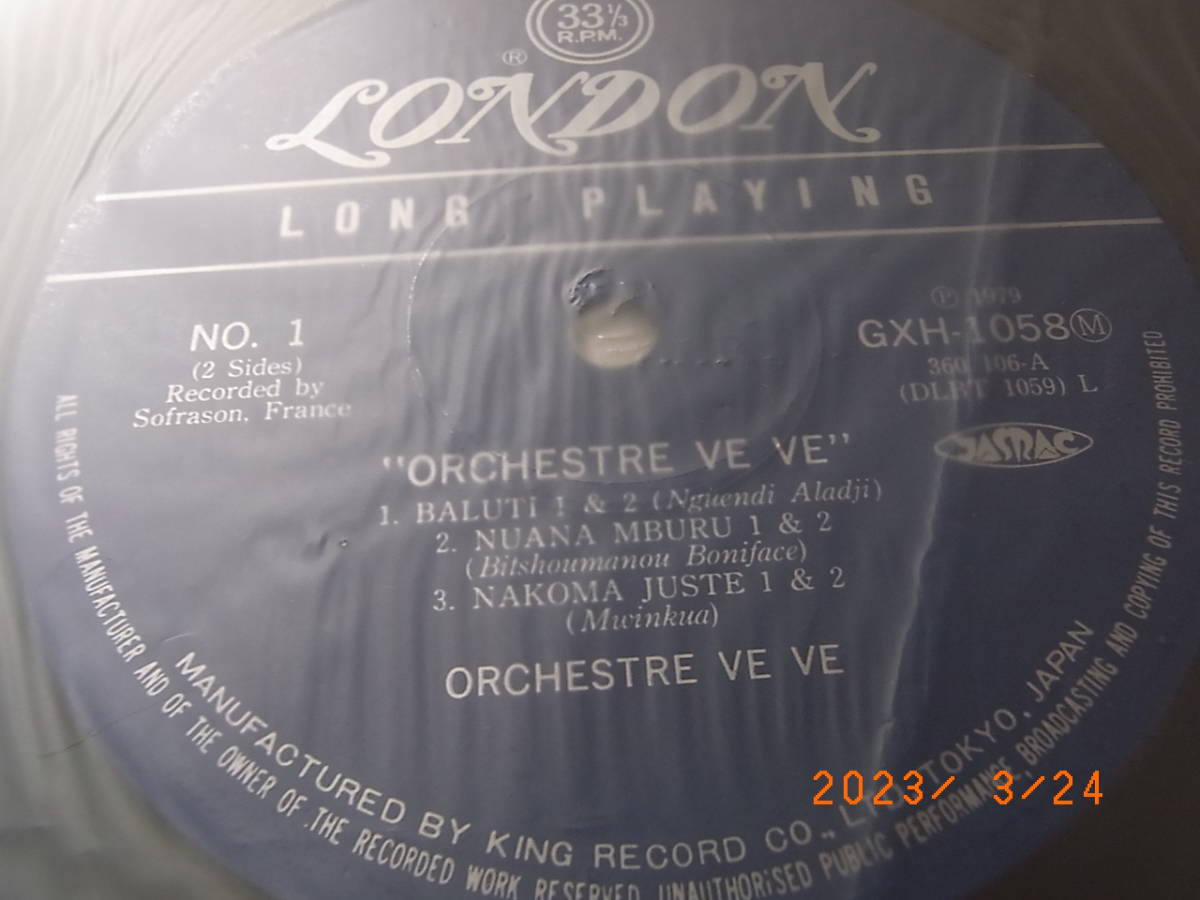 33⅓
R.P.M.
®
LONDON
LONG PLAYING
NO. 1
(2 Sides)
Recorded by
Sofrason, France
Ⓟ 1979
GXH-1058Ⓜ
106-A
1059) L
JASRAC
"ORCHESTRE VE VE"
1. BALUTI 1 & 2 (Nguendi Aladji)
2. NUANA MBURU 1 & 2
(Bitshoumanou Boniface)
3. NAKOMA JUSTE 1 & 2
(Mwinkua)
ORCHESTRE VE VE
MANUFACTURED BY KING RECORD CO., LTD TOKYO, JAPAN
ALL RIGHTS OF THE MANUFACTURER AND OF THE OWNER OF .THE RECORDED WORK RESERVED UNAUTHORiSED PUBLIC PERFORMANCE, BROADCASTING AND COPYING OF THIS RECORD PROHIBITED
2023/ 3/24